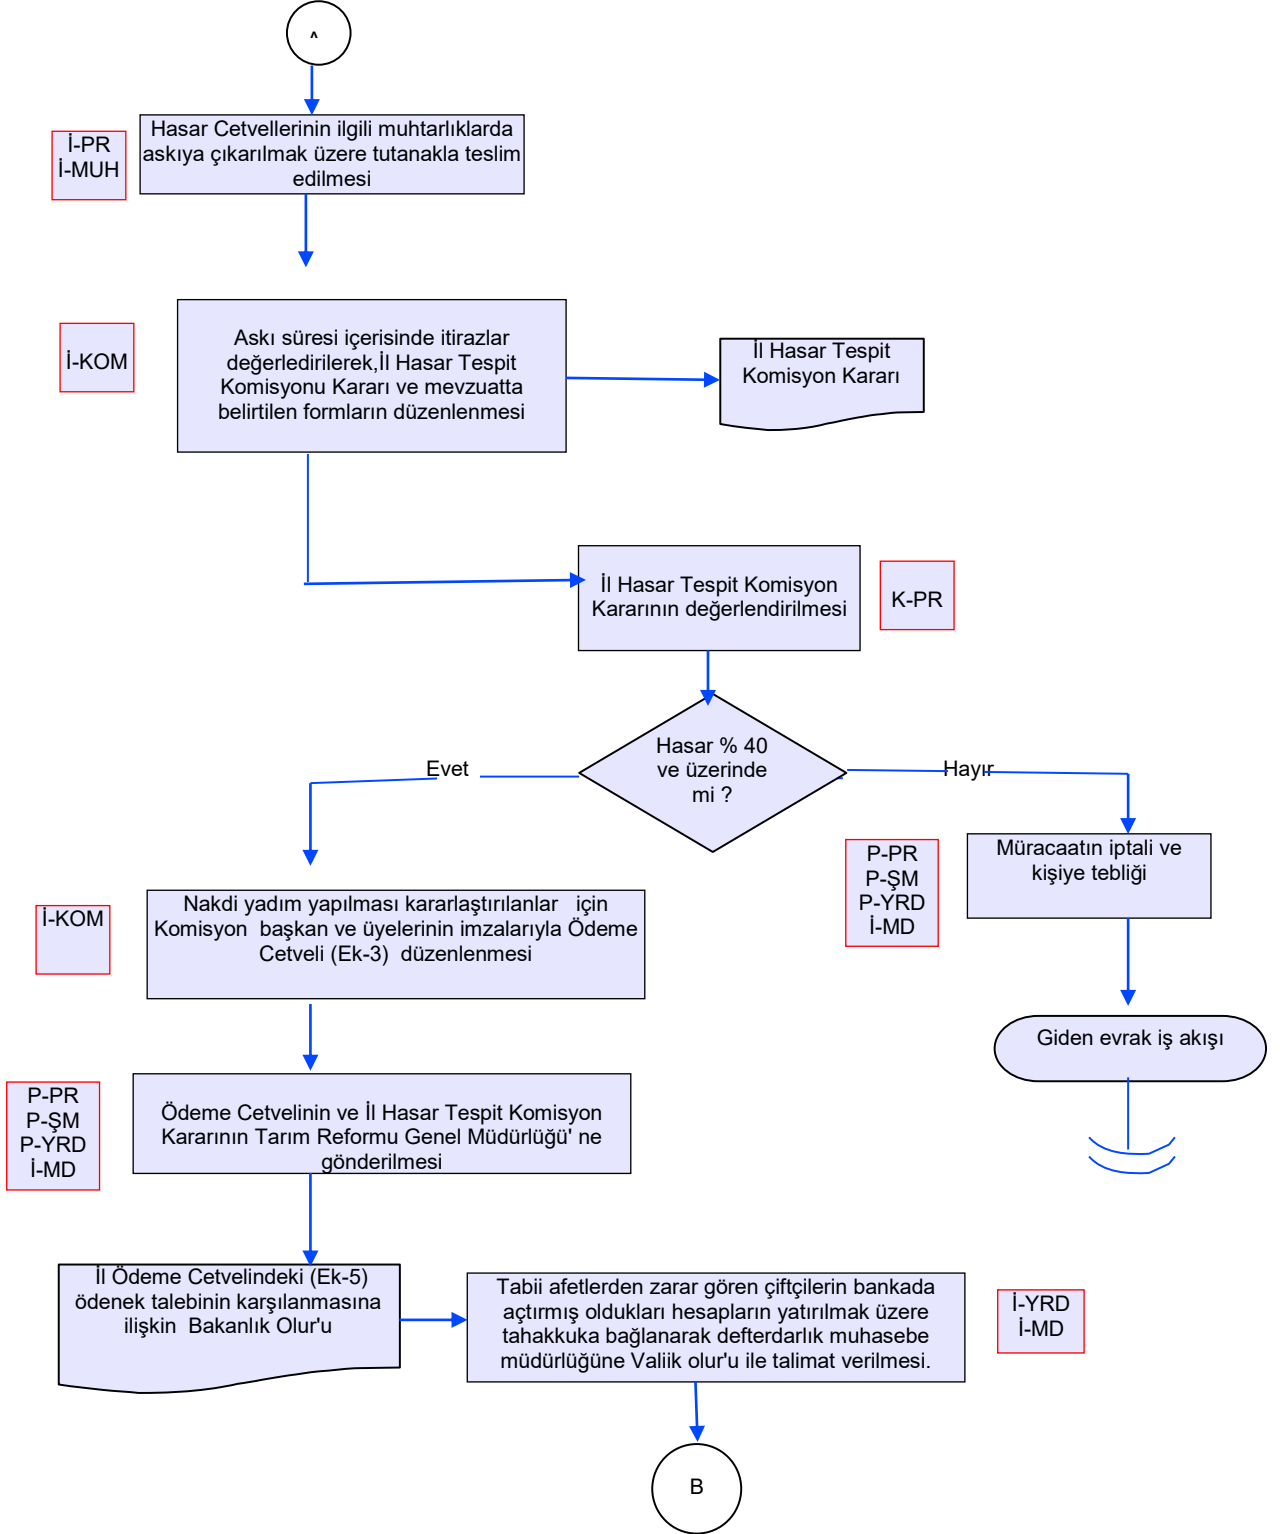 A
İ-PR
İ-MUH
Hasar Cetvellerinin ilgili muhtarlıklarda
askıya çıkarılmak üzere tutanakla teslim
edilmesi
İ-KOM
Askı süresi içerisinde itirazlar
değerledirilerek,İl Hasar Tespit
Komisyonu Kararı ve mevzuatta
belirtilen formların düzenlenmesi
İl Hasar Tespit
Komisyon Kararı
İl Hasar Tespit Komisyon
Kararının değerlendirilmesi
K-PR
Hasar % 40
ve üzerinde
mi ?
Evet
Hayır
P-PR
P-ŞM
P-YRD
İ-MD
Müracaatın iptali ve
kişiye tebliği
İ-KOM
Nakdi yadım yapılması kararlaştırılanlar için
Komisyon başkan ve üyelerinin imzalarıyla Ödeme
Cetveli (Ek-3) düzenlenmesi
Giden evrak iş akışı
P-PR
P-ŞM
P-YRD
İ-MD
Ödeme Cetvelinin ve İl Hasar Tespit Komisyon
Kararının Tarım Reformu Genel Müdürlüğü' ne
gönderilmesi
İl Ödeme Cetvelindeki (Ek-5)
ödenek talebinin karşılanmasına
ilişkin Bakanlık Olur'u
Tabii afetlerden zarar gören çiftçilerin bankada
açtırmış oldukları hesapların yatırılmak üzere
tahakkuka bağlanarak defterdarlık muhasebe
müdürlüğüne Valiik olur'u ile talimat verilmesi.
İ-YRD
İ-MD
B